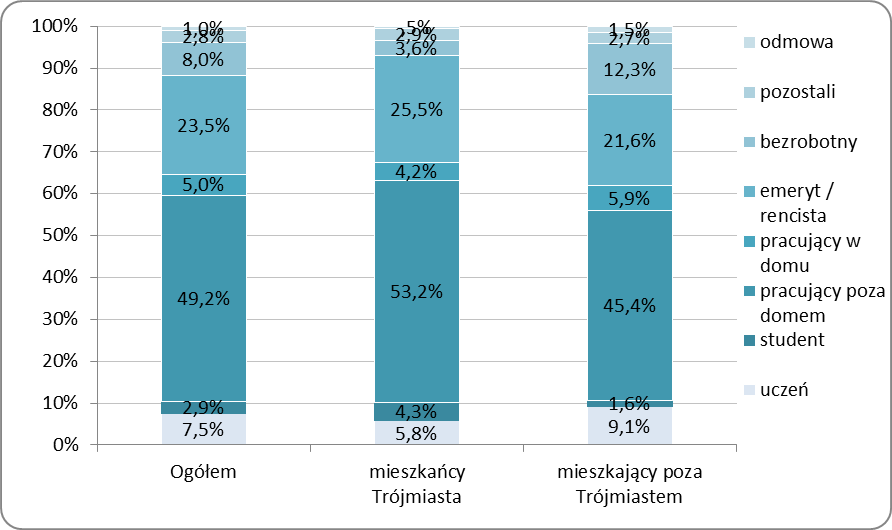 100%
90%
80%
70%
60%
50%
40%
30%
20%
10%
0%
1,0%
2,8%
8,0%
23,5%
5,0%
49,2%
2,9%
7,5%
5%
2,9%
3,6%
25,5%
4,2%
53,2%
4,3%
5,8%
1,5%
2,7%
12,3%
21,6%
5,9%
45,4%
1,6%
9,1%
Ogółem
mieszkańcy
Trójmiasta
mieszkający poza
Trójmiastem
odmowa
pozostali
bezrobotny
emeryt /
rencista
pracujący w
domu
pracujący poza
domem
student
uczeń